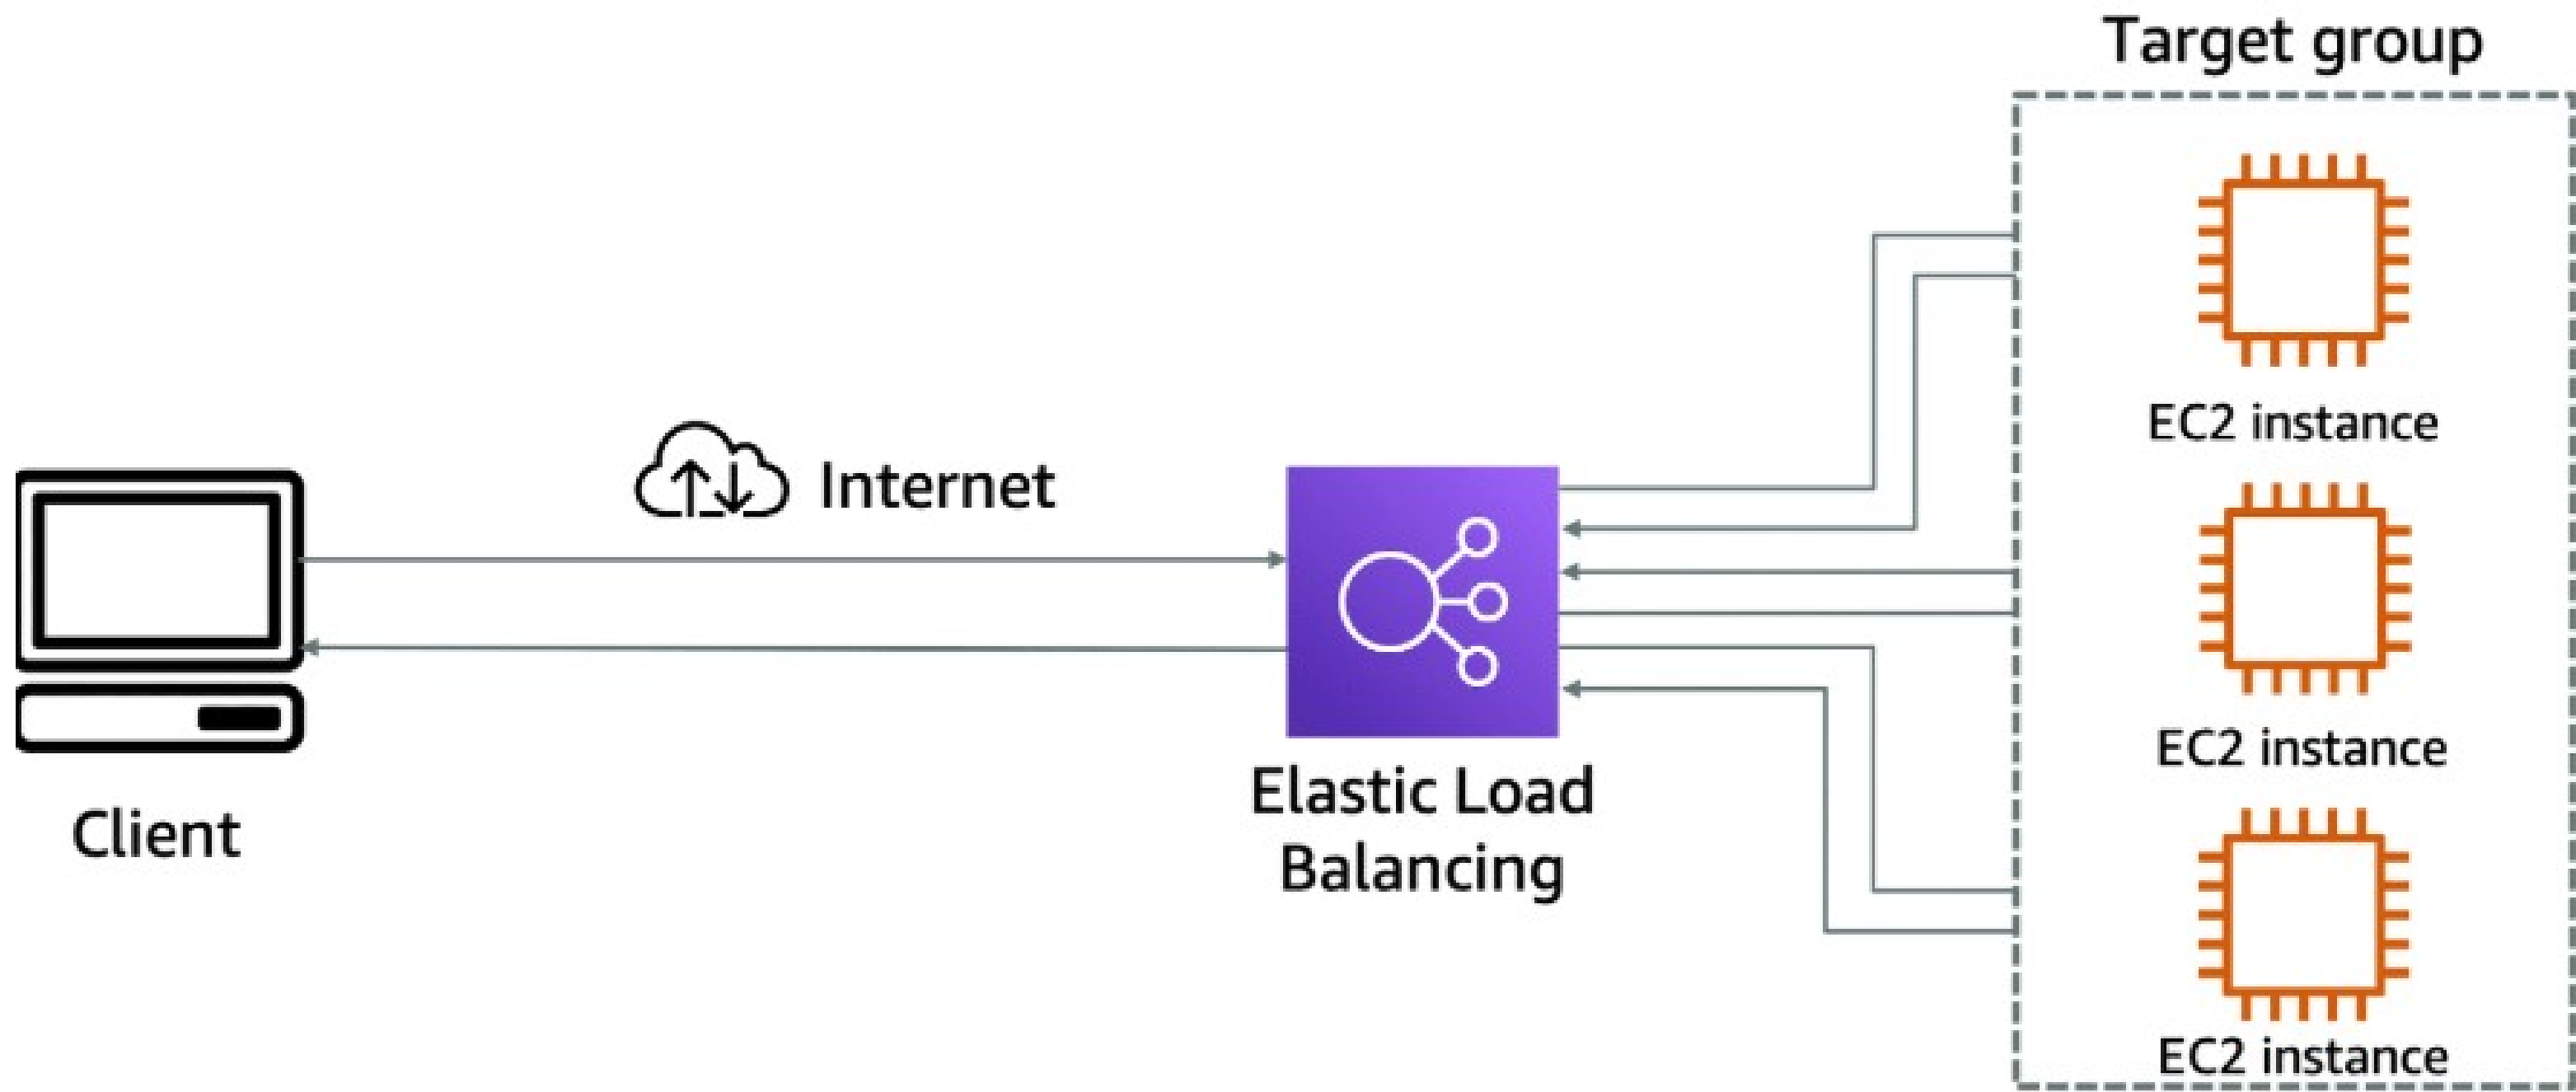 Target group
EC2 instance
Internet
EC2 instance
Elastic Load
Balancing
Client
EC2 instance